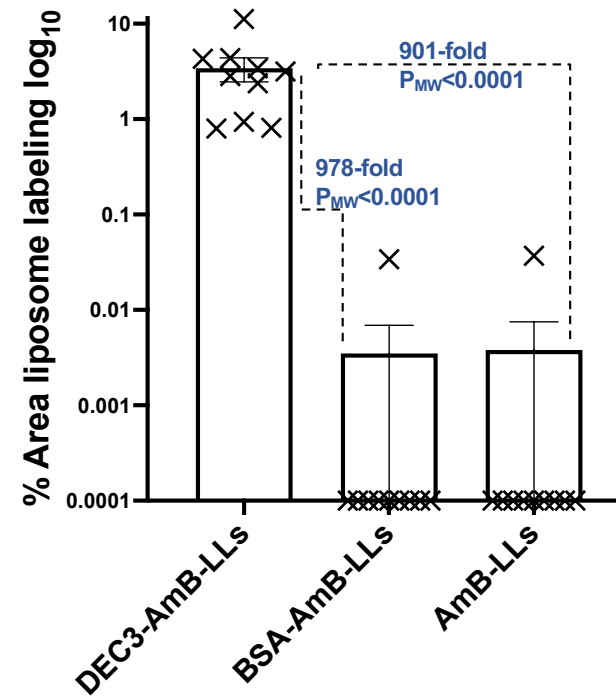 % Area liposome labeling log10
10
1
0.1
0.01
0.001
0.0001
901-fold
PMW<0.0001
978-fold
PMW<0.0001
DEC3-AmB-LLs
BSA-AmB-LLs
AmB-LLs